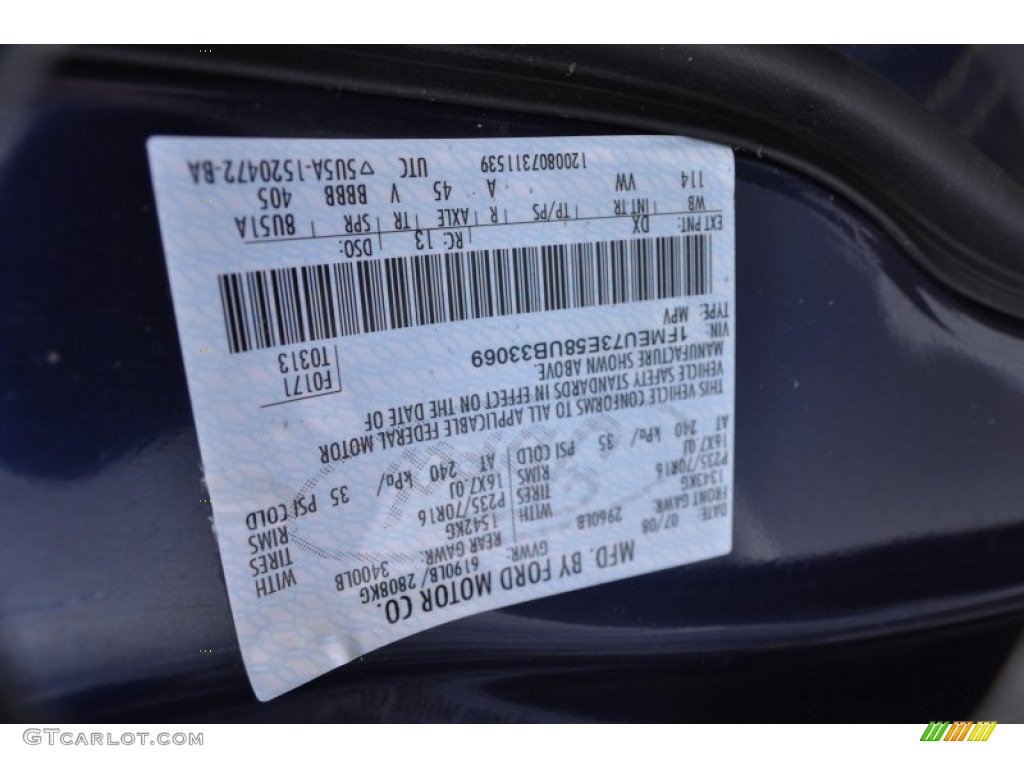 MFD. BY FORD MOTOR CO.
DATE: 07/08 GVWR: 6190LB/ 2808KG
FRONT GAWR: 2960LB REAR GAWR: 3400LB
1343KG WITH 1542KG WITH
P235/70R16 TIRES P235/70R16 TIRES
16X7.0J RIMS 16X7.0J RIMS
AT 240 kPa/ 35 PSI COLD AT 240 kPa/ 35 PSI COLD
THIS VEHICLE CONFORMS TO ALL APPLICABLE FEDERAL MOTOR
VEHICLE SAFETY STANDARDS IN EFFECT ON THE DATE OF
MANUFACTURE SHOWN ABOVE.
VIN: 1FMEU73E58UB33069 F0171
TYPE: MPV T0313
EXT PNT: DX RC: 13 DSO:
WB INT TR TP/PS R AXLE TR SPR 8U51A
114 VW A 45 V BBBB 405
1200807311539 UTC ▽5U5A-1520472-BA
GTCarLot.com